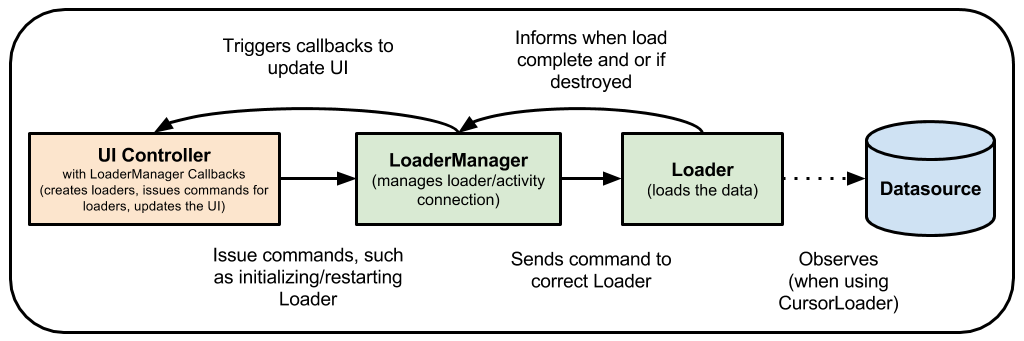 Triggers callbacks to
update UI
Informs when load
complete and or if
destroyed
UI Controller
with LoaderManager Callbacks
(creates loaders, issues commands for
loaders, updates the UI)
LoaderManager
(manages loader/activity
connection)
Loader
(loads the data)
Datasource
Issue commands, such
as initializing/restarting
Loader
Sends command to
correct Loader
Observes
(when using
CursorLoader)